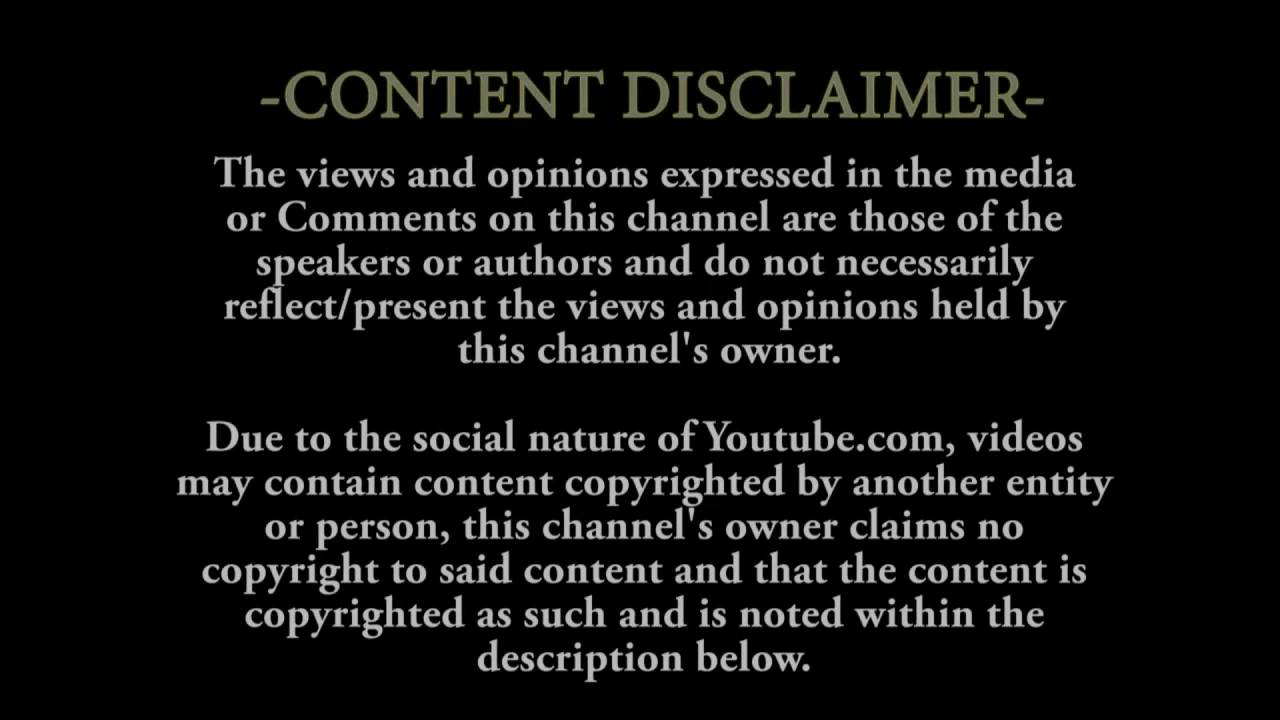 -CONTENT DISCLAIMER-
The views and opinions expressed in the media
or Comments on this channel are those of the
speakers or authors and do not necessarily
reflect/present the views and opinions held by
this channel's owner.
Due to the social nature of Youtube.com, videos
may contain content copyrighted by another entity
or person, this channel's owner claims no
copyright to said content and that the content is
copyrighted as such and is noted within the
description below.